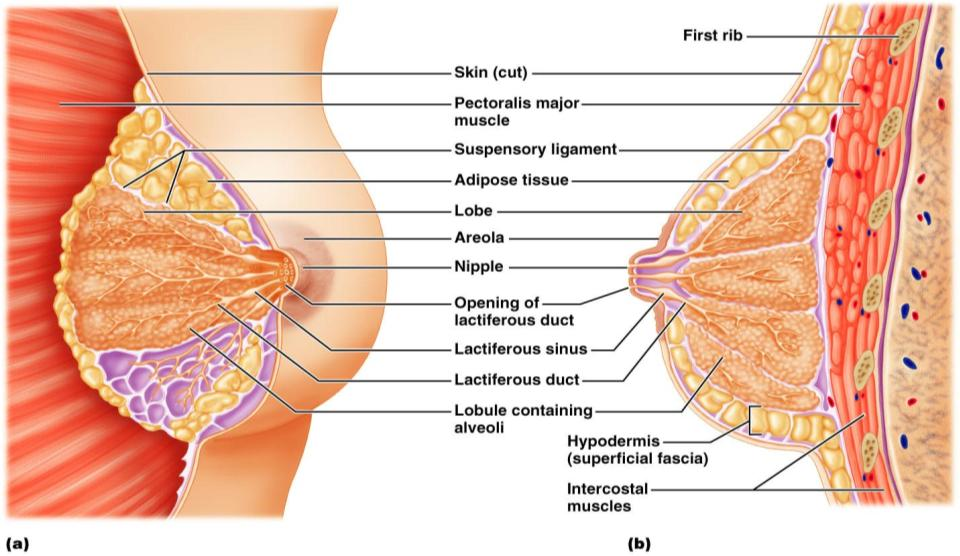 First rib
Skin (cut)
Pectoralis major
muscle
Suspensory ligament
Adipose tissue
Lobe
Areola
Nipple
Opening of
lactiferous duct
Lactiferous sinus
Lactiferous duct
Lobule containing
alveoli
Hypodermis
(superficial fascia)
Intercostal
muscles
(a)
(b)